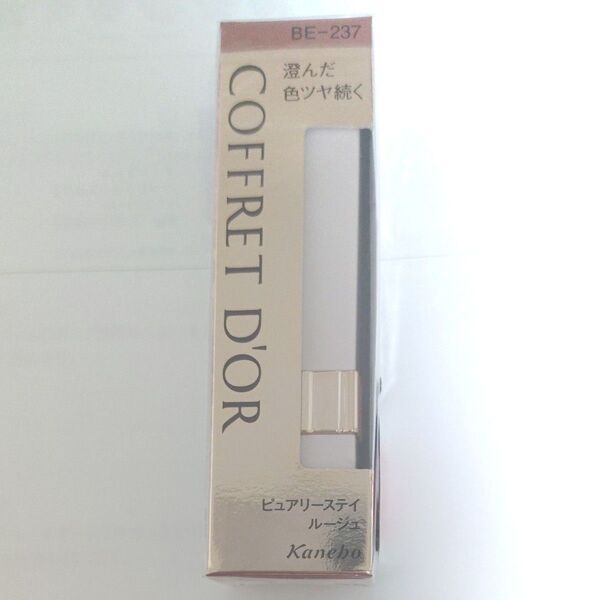 BE-237
澄んだ
色ツヤ続く
COFFRET D'OR
ピュアリーステイ
ルージュ
Kanebo